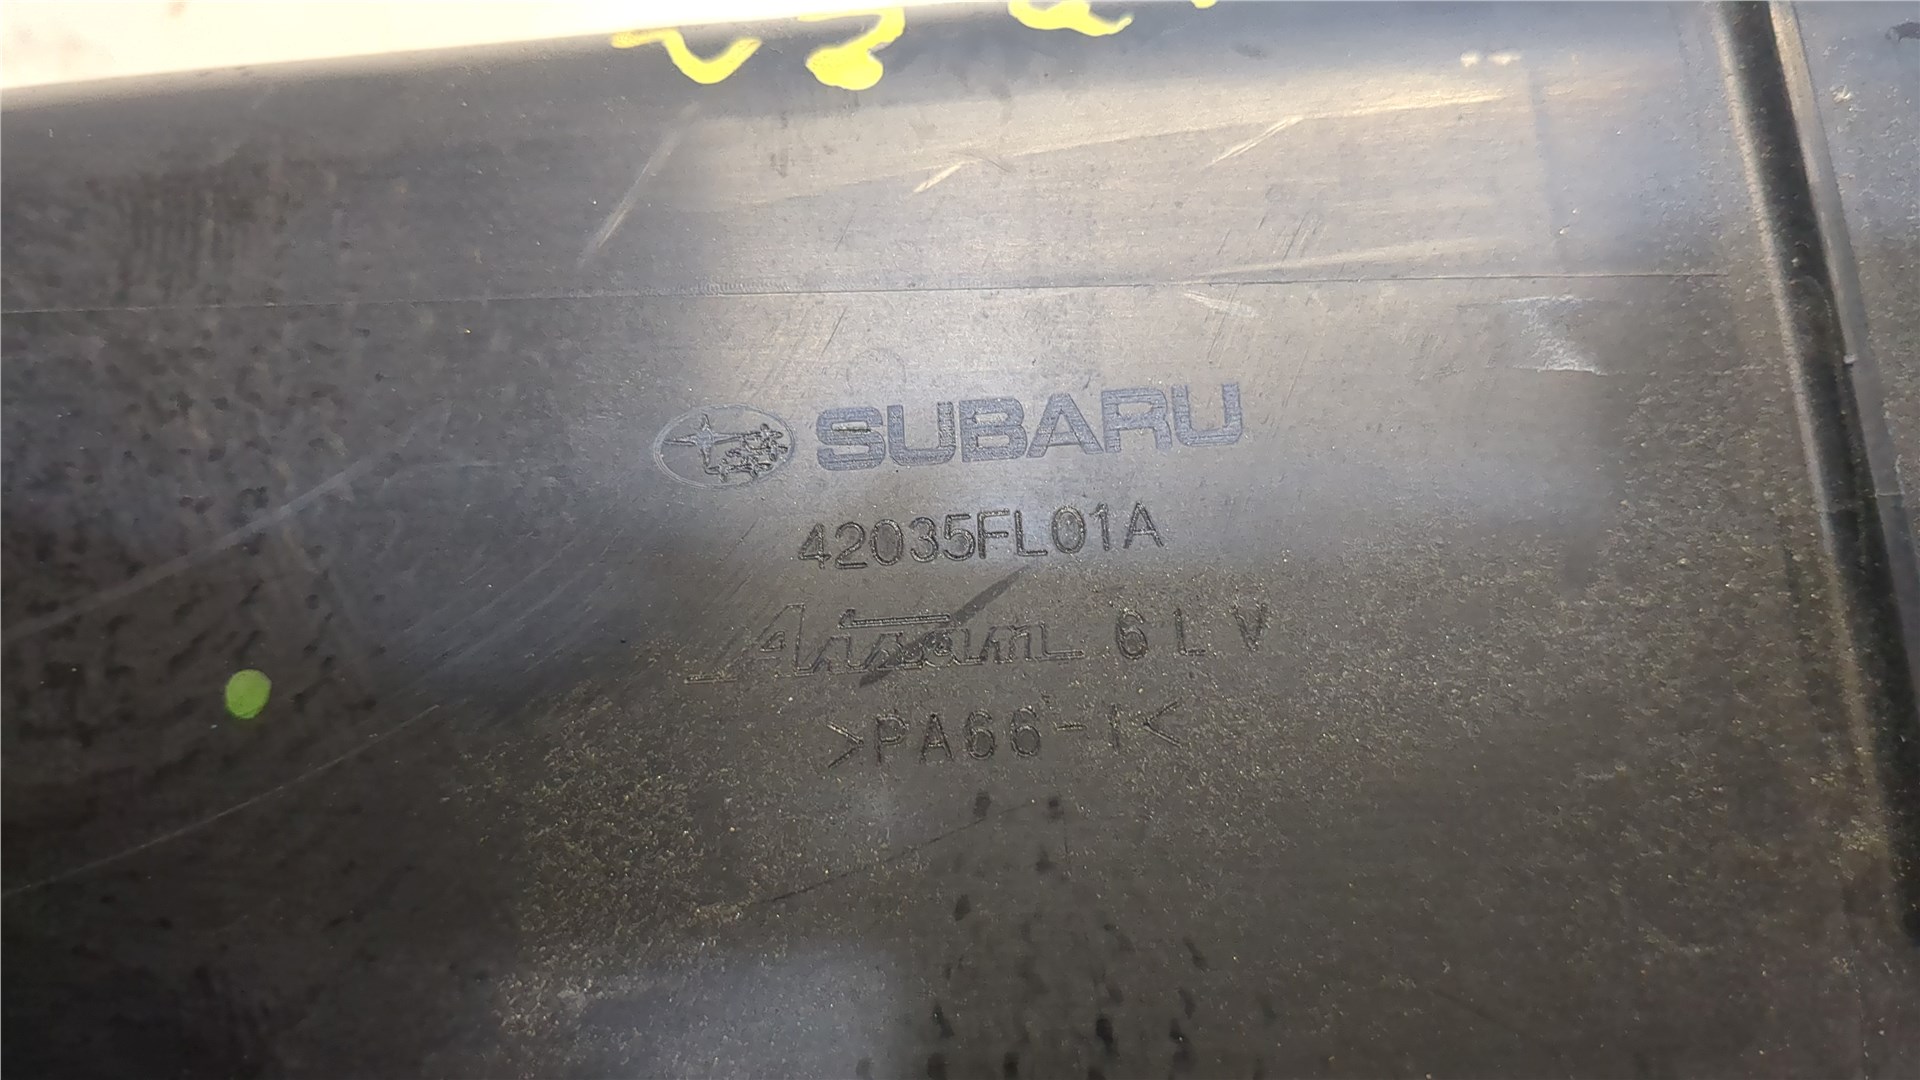 SUBARU
42035FL01A
6LV
>PA66-I<